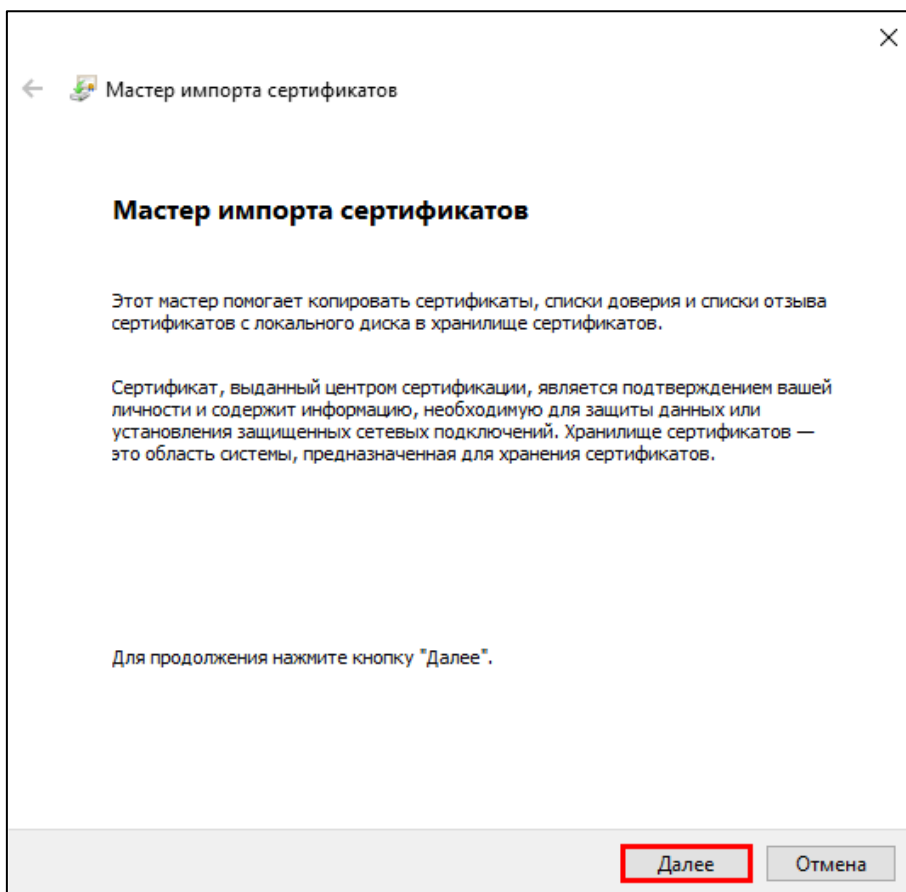 Мастер импорта сертификатов
Мастер импорта сертификатов
Этот мастер помогает копировать сертификаты, списки доверия и списки отзыва
сертификатов с локального диска в хранилище сертификатов.
Сертификат, выданный центром сертификации, является подтверждением вашей
личности и содержит информацию, необходимую для защиты данных или
установления защищенных сетевых подключений. Хранилище сертификатов —
это область системы, предназначенная для хранения сертификатов.
Для продолжения нажмите кнопку "Далее".
Далее
Отмена